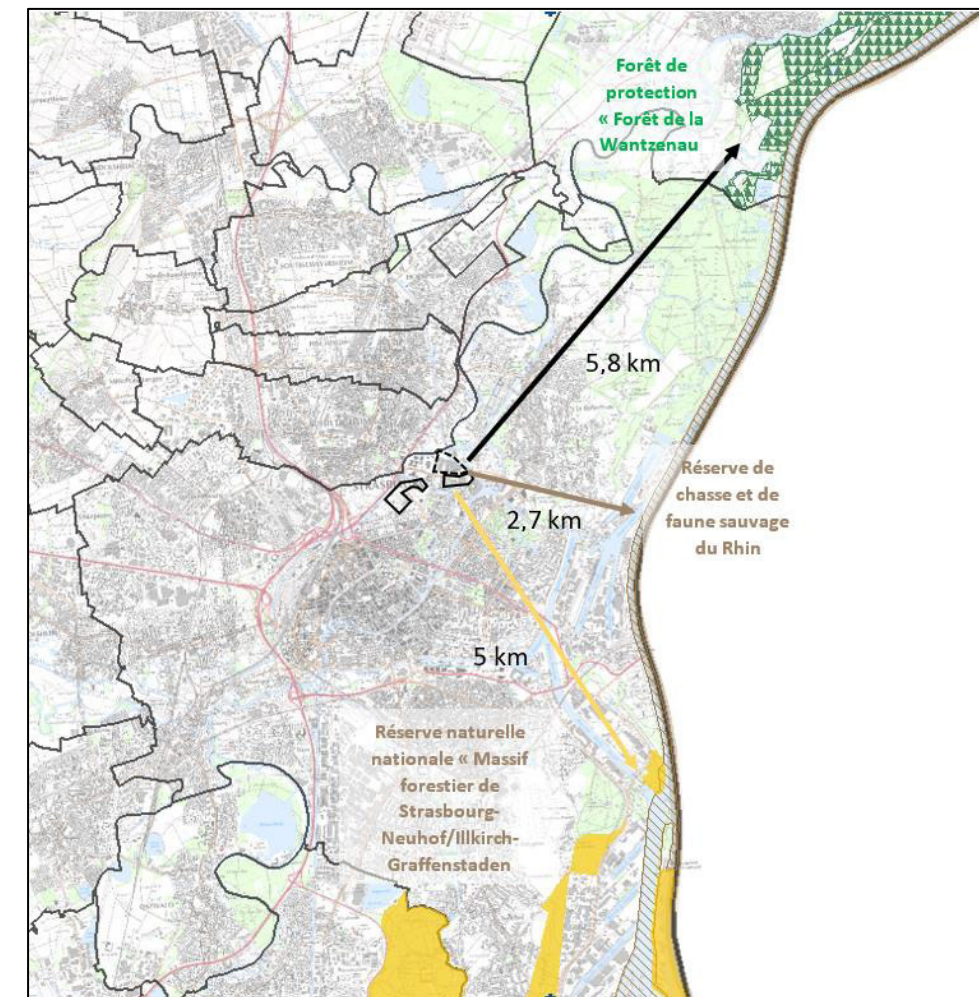 Forêt de
protection
« Forêt de la
Wantzenau
5,8 km
Réserve de
chasse et de
faune sauvage
du Rhin
2,7 km
5 km
Réserve naturelle
nationale « Massif
forestier de
Strasbourg-
Neuhof/Illkirch-
Graffenstaden